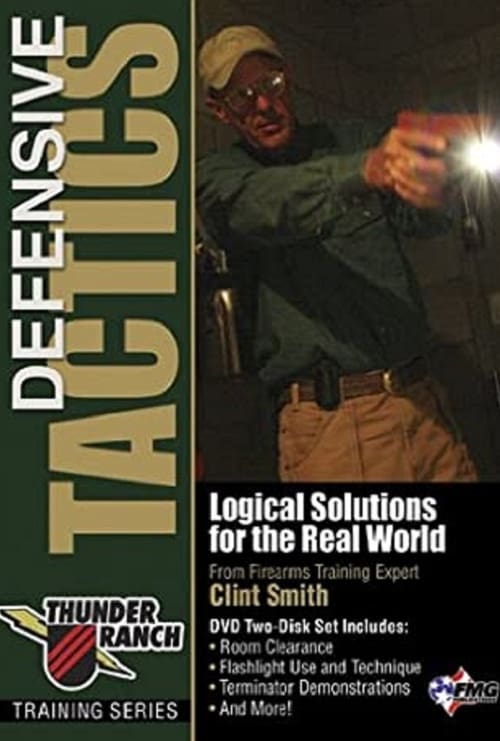 DEFENSIVE
TACTICS
Logical Solutions
for the Real World
From Firearms Training Expert
Clint Smith
DVD Two-Disk Set Includes:
• Room Clearance
• Flashlight Use and Technique
• Terminator Demonstrations
• And More!
THUNDER
RANCH
TRAINING SERIES
FMG